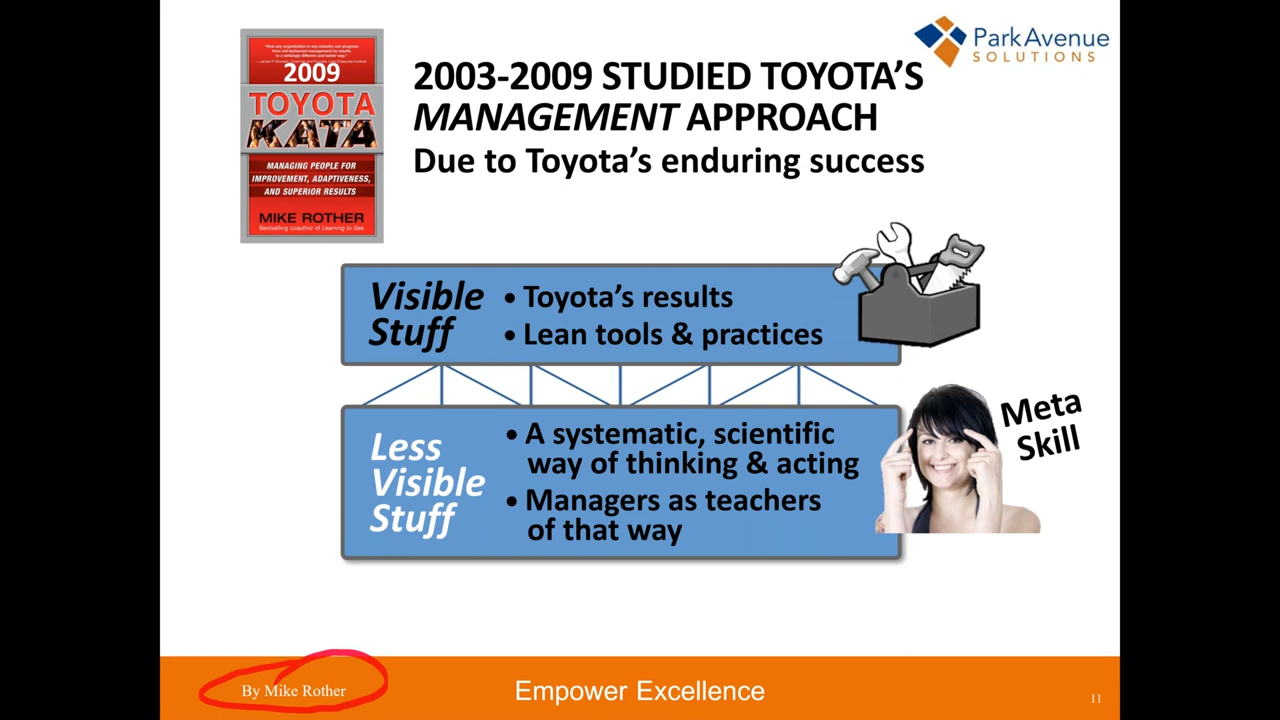 "Now any organization in any industry can progress
from old-fashioned management by results
to a strikingly different and better way."
2009
TOYOTA
KATA
MANAGING PEOPLE FOR
IMPROVEMENT, ADAPTIVENESS,
AND SUPERIOR RESULTS
MIKE ROTHER
Bestselling coauthor of Learning to See
ParkAvenue
SOLUTIONS
2003-2009 STUDIED TOYOTA'S
MANAGEMENT APPROACH
Due to Toyota's enduring success
Visible
Stuff
• Toyota's results
• Lean tools & practices
Less
Visible
Stuff
• A systematic, scientific
way of thinking & acting
• Managers as teachers
of that way
Meta
Skill
By Mike Rother
Empower Excellence
11